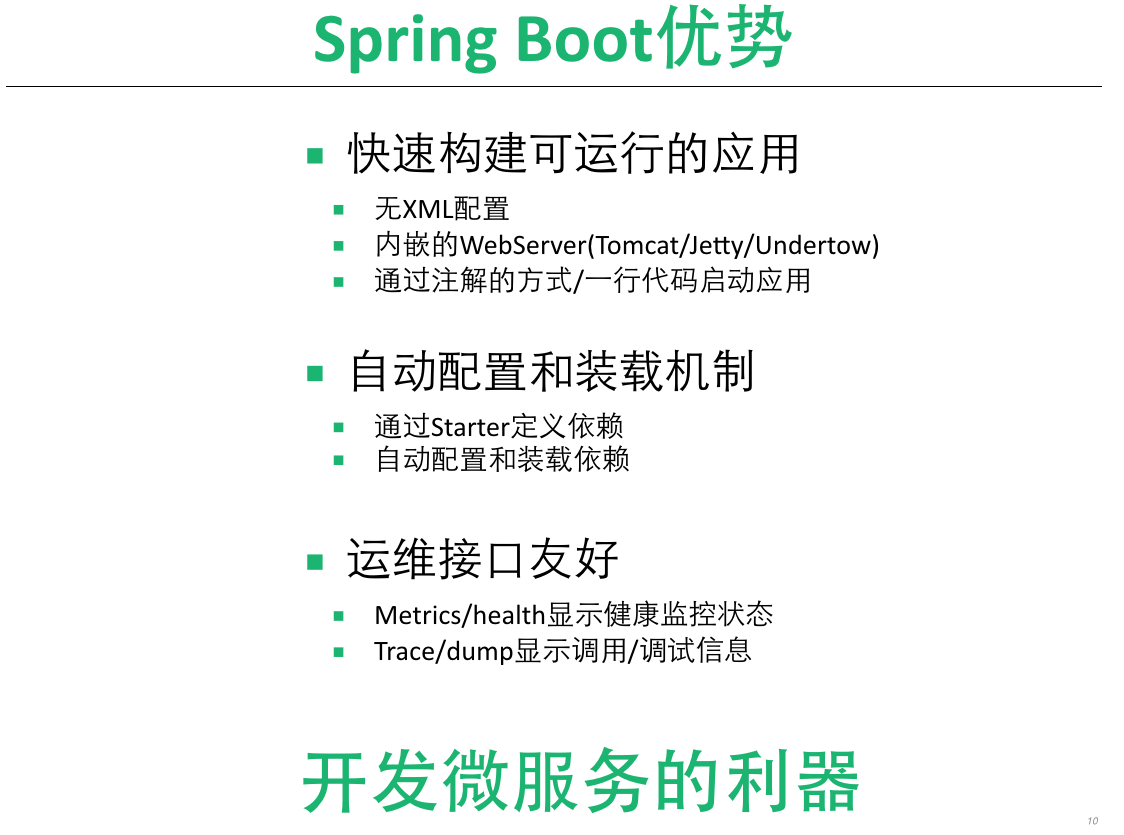 Spring Boot优势
快速构建可运行的应用
无XML配置
内嵌的WebServer(Tomcat/Jetty/Undertow)
通过注解的方式/一行代码启动应用
自动配置和装载机制
通过Starter定义依赖
自动配置和装载依赖
运维接口友好
Metrics/health显示健康监控状态
Trace/dump显示调用/调试信息
开发微服务的利器
10